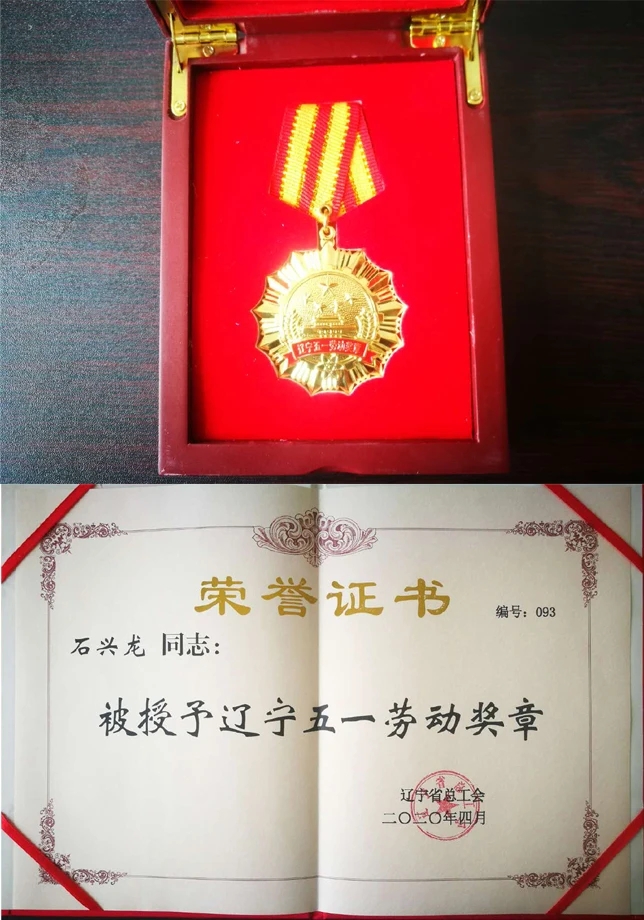 辽宁五一劳动奖章
荣誉证书
编号：093
石兴龙 同志：
被授予辽宁五一劳动奖章
辽宁省总工会
二〇二〇年四月